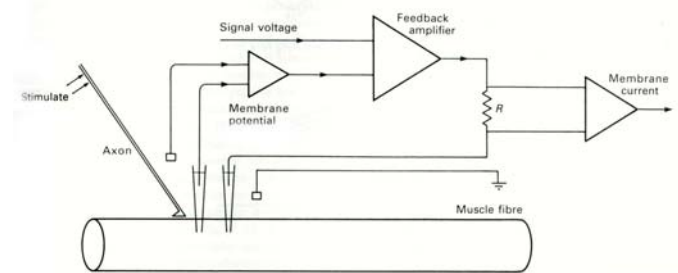 Signal voltage
Feedback
amplifier
Membrane
current
Stimulate
Membrane
potential
R
Axon
Muscle fibre